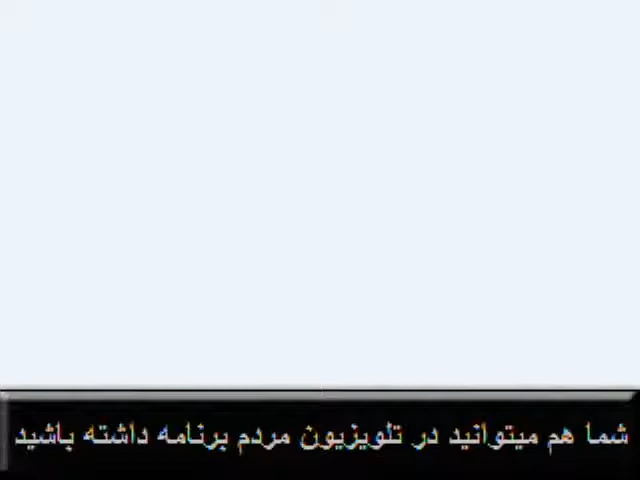 شما هم میتوانید در تلویزیون مردم برنامه داشته باشید